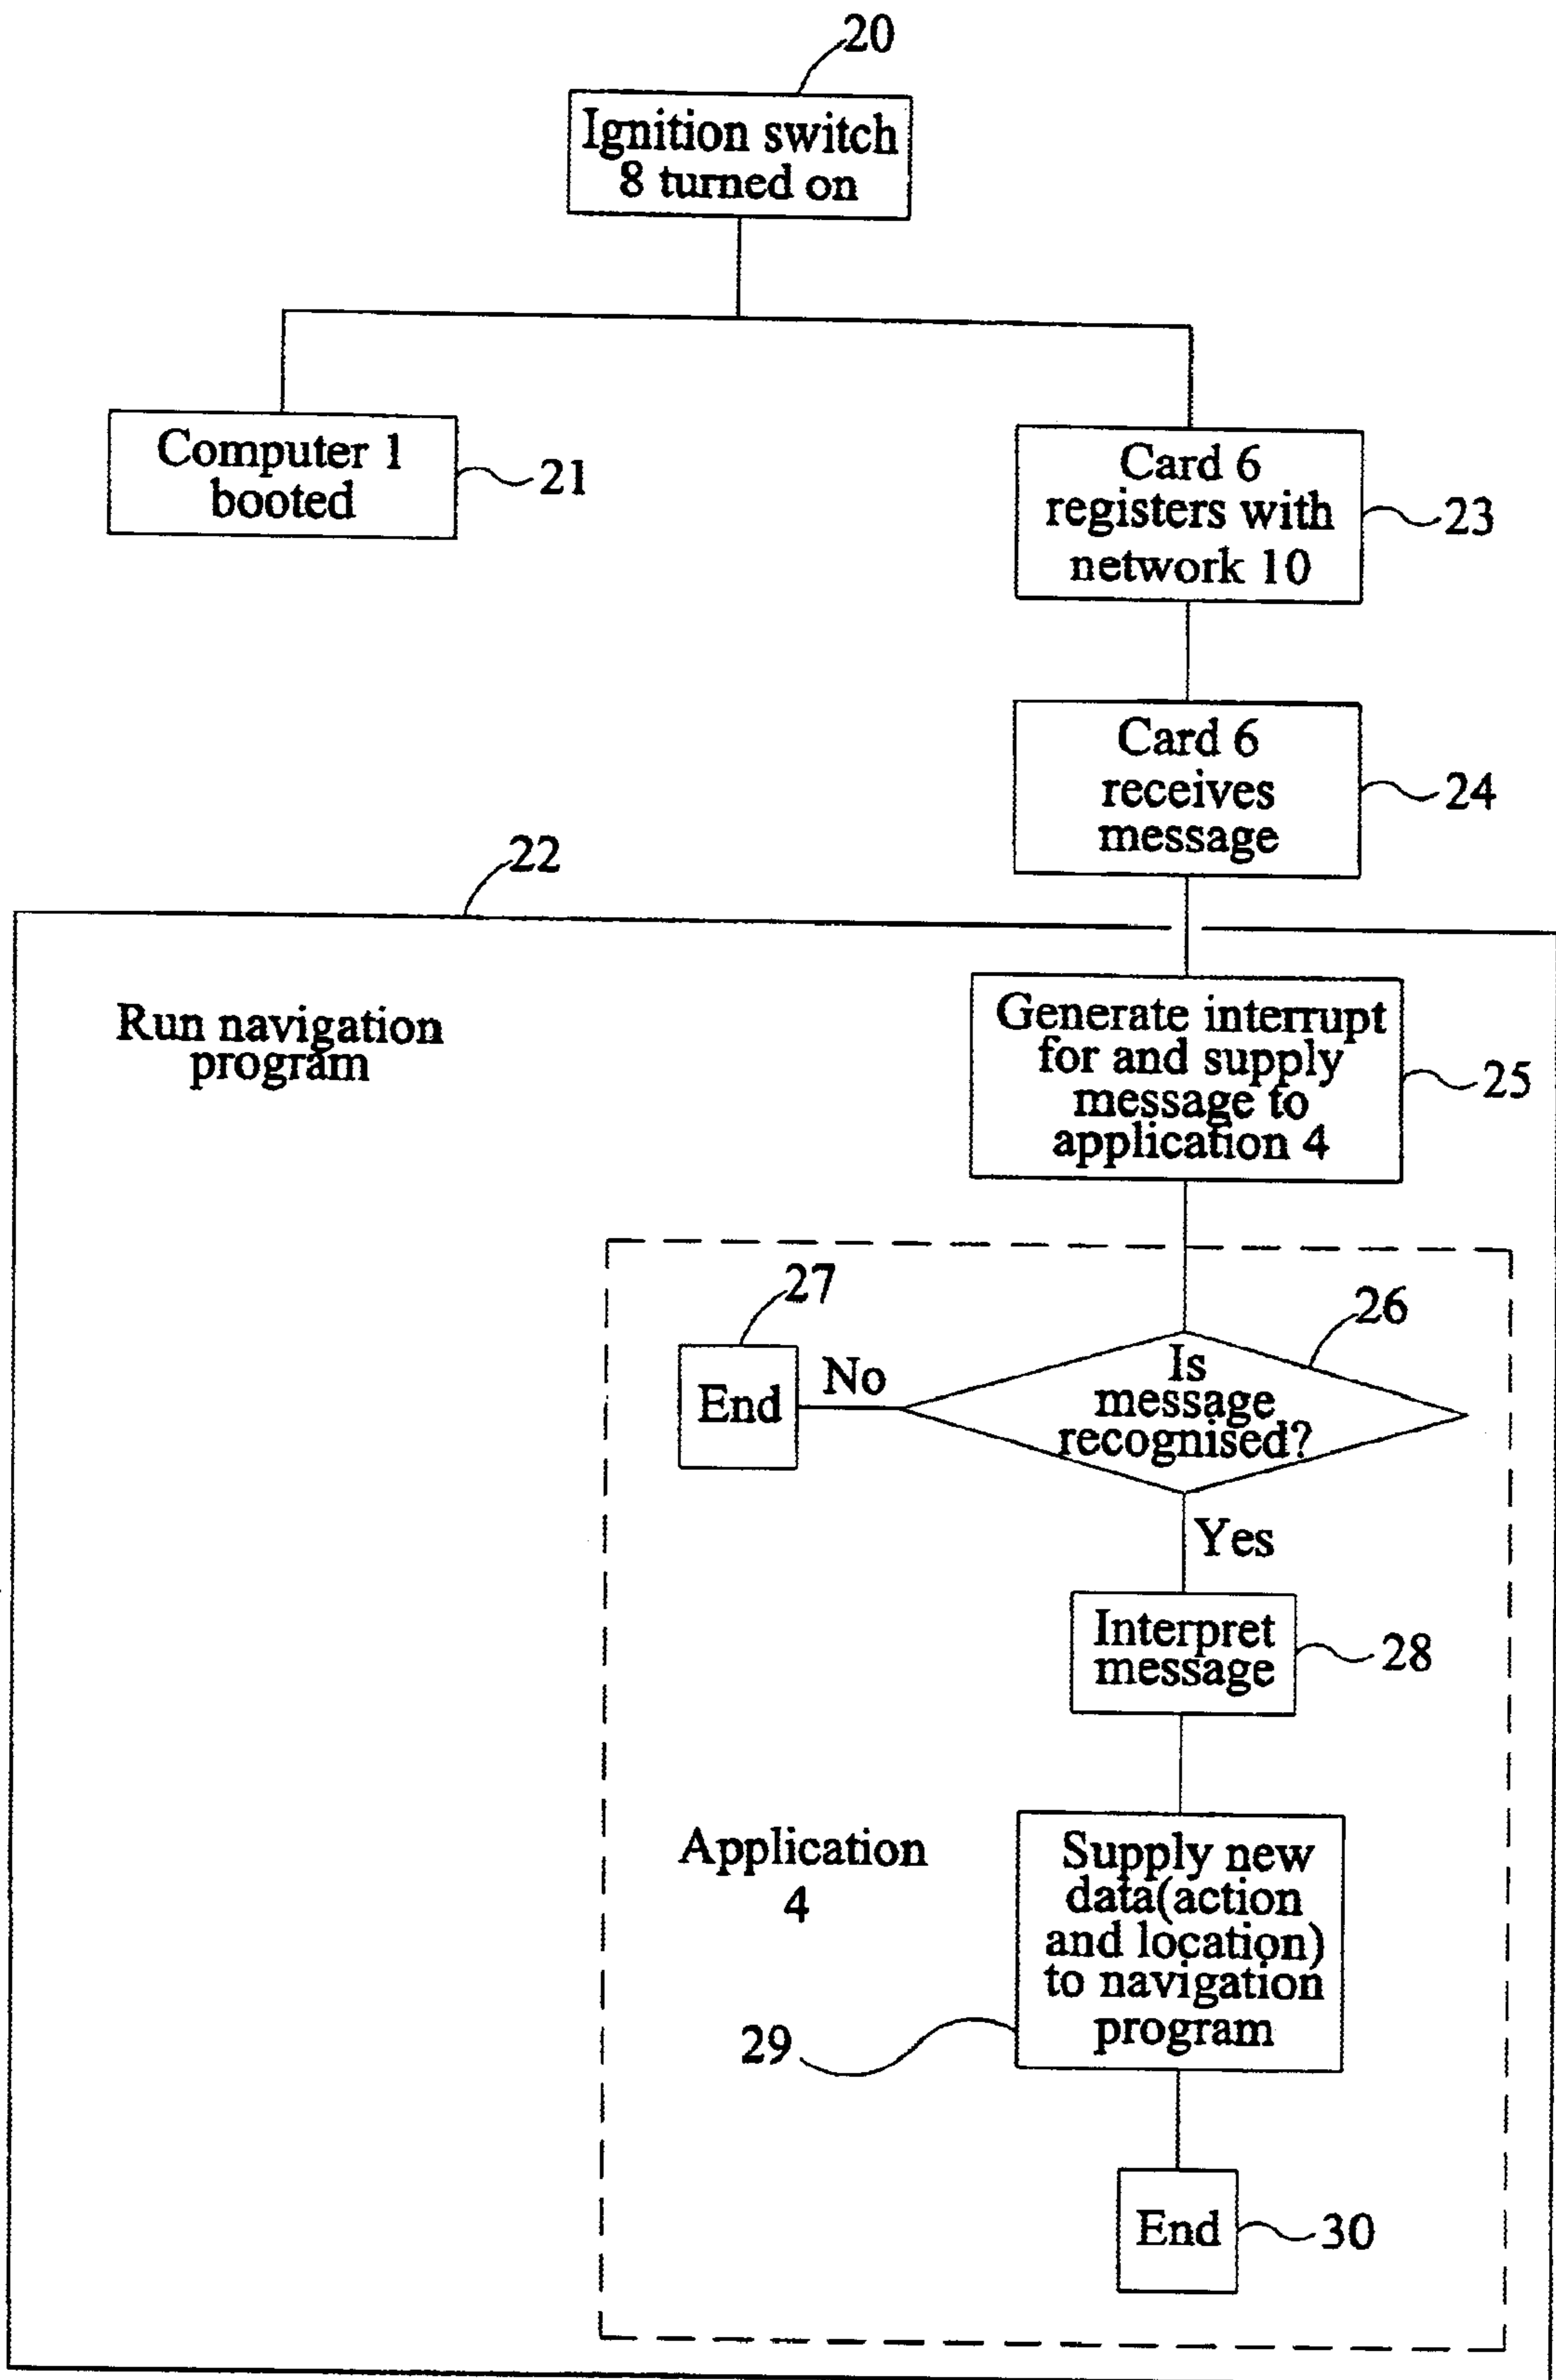 20
Ignition switch
8 turned on
Computer 1
booted
21
Card 6
registers with
network 10
23
Card 6
receives
message
24
22
Run navigation
program
Generate interrupt
for and supply
message to
application 4
25
27
End
No
26
Is
message
recognised?
Yes
Interpret
message
28
Application
4
Supply new
data(action
and location)
to navigation
program
29
End
30